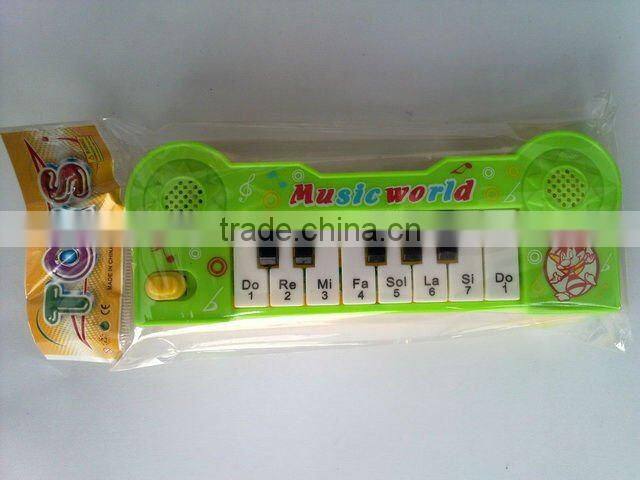 TOYS
MADE IN CHINA
CE
Music world
trade.china.cn
Do Re Mi Fa Sol La Si Do
1 2 3 4 5 6 7 1